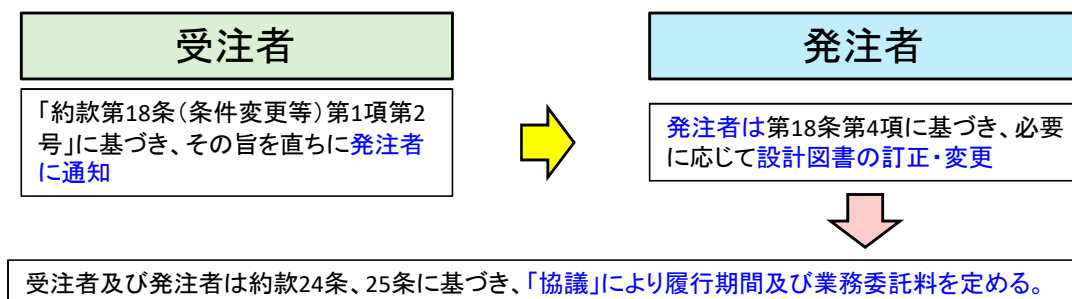 受注者
発注者
「約款第18条(条件変更等)第1項第2
号」に基づき、その旨を直ちに発注者
に通知
発注者は第18条第4項に基づき、必要
に応じて設計図書の訂正・変更
受注者及び発注者は約款24条、25条に基づき、「協議」により履行期間及び業務委託料を定める。